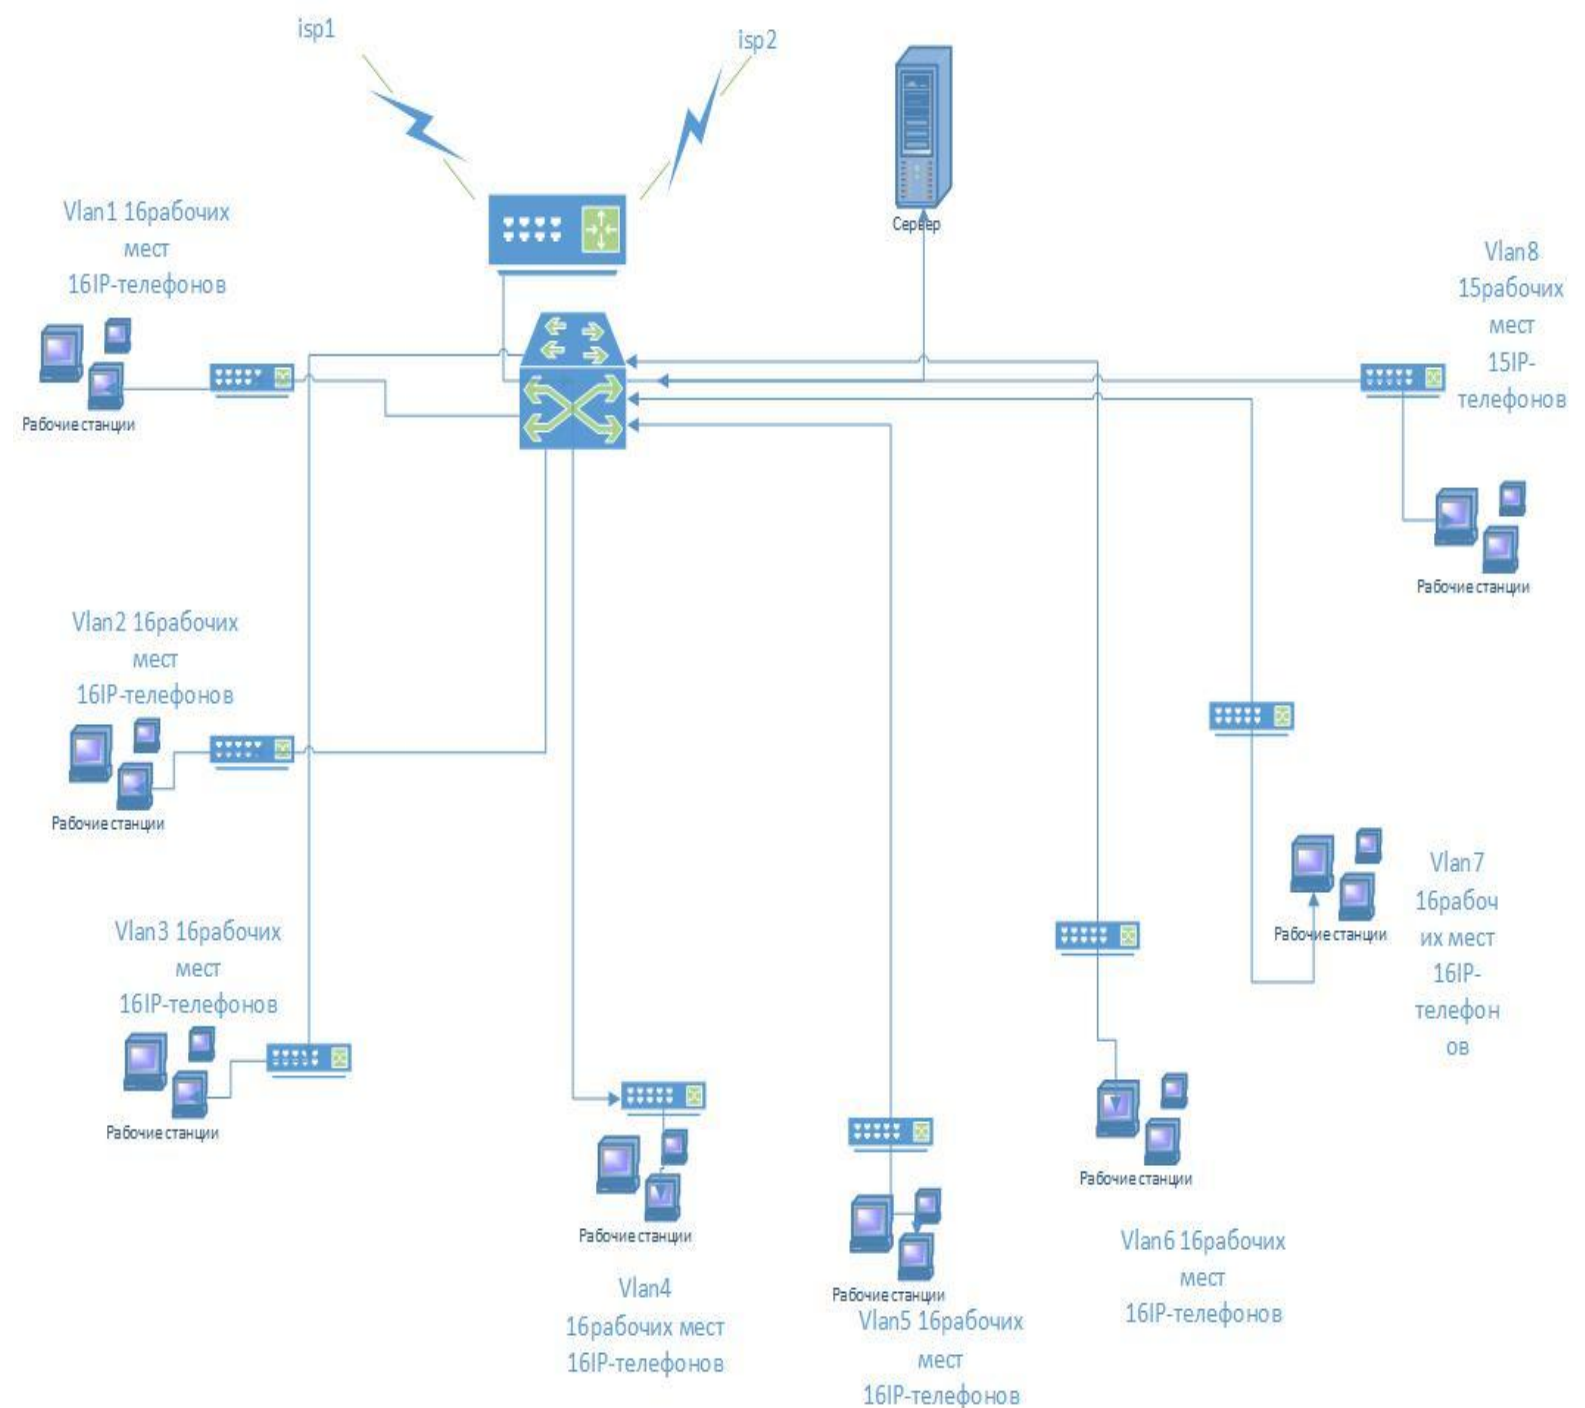 isp1
isp2
Сервер
Vlan1 16рабочих
мест
16IP-телефонов
Рабочие станции
Vlan8
15рабочих
мест
15IP-
телефонов
Рабочие станции
Vlan2 16рабочих
мест
16IP-телефонов
Рабочие станции
Vlan7
16рабоч
их мест
16IP-
телефон
ов
Рабочие станции
Vlan3 16рабочих
мест
16IP-телефонов
Рабочие станции
Рабочие станции
Vlan4
16рабочих мест
16IP-телефонов
Рабочие станции
Vlan5 16рабочих
мест
16IP-телефонов
Рабочие станции
Vlan6 16рабочих
мест
16IP-телефонов